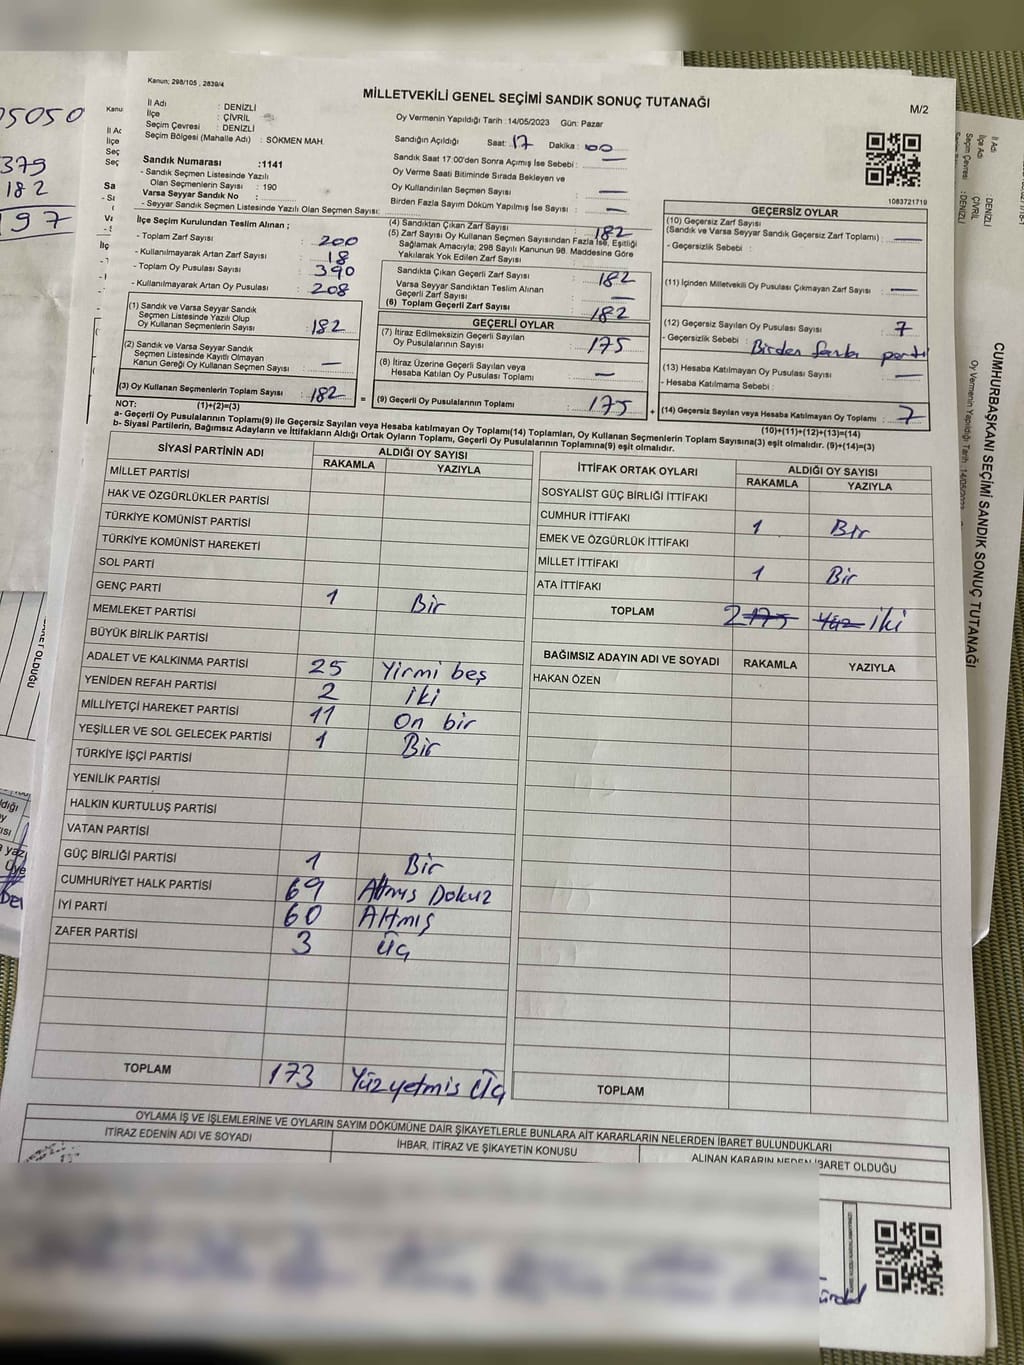 Kanun; 298/105 , 2839/4
MİLLETVEKİLİ GENEL SEÇİMİ SANDIK SONUÇ TUTANAĞI
M/2
İl Adı : DENİZLİ
İlçe : ÇİVRİL
Seçim Çevresi : DENİZLİ
Seçim Bölgesi (Mahalle Adı) : SÖKMEN MAH.
Sandık Numarası :1141
- Sandık Seçmen Listesinde Yazılı
Olan Seçmenlerin Sayısı : 190
Varsa Seyyar Sandık No :
- Seyyar Sandık Seçmen Listesinde Yazılı Olan Seçmen Sayısı:
Oy Vermenin Yapıldığı Tarih :14/05/2023 Gün: Pazar
Sandığın Açıldığı Saat: 17 Dakika: 00
Sandık Saat 17:00'den Sonra Açımış İse Sebebi : —
Oy Verme Saati Bitiminde Sırada Bekleyen ve
Oy Kullandırılan Seçmen Sayısı : —
Birden Fazla Sayım Döküm Yapılmış İse Sayısı : —
1083721719
İlçe Seçim Kurulundan Teslim Alınan ;
- Toplam Zarf Sayısı : 200
- Kullanılmayarak Artan Zarf Sayısı : 18
- Toplam Oy Pusulası Sayısı : 390
- Kullanılmayarak Artan Oy Pusulası : 208
(1) Sandık ve Varsa Seyyar Sandık
Seçmen Listesinde Yazılı Olup
Oy Kullanan Seçmenlerin Sayısı : 182
(2) Sandık ve Varsa Seyyar Sandık
Seçmen Listesinde Kayıtlı Olmayan
Kanun Gereği Oy Kullanan Seçmen Sayısı : —
(3) Oy Kullanan Seçmenlerin Toplam Sayısı : 182
(1)+(2)=(3)
(4) Sandıktan Çıkan Zarf Sayısı : 182
(5) Zarf Sayısı Oy Kullanan Seçmen Sayısından Fazla İse, Eşitliği
Sağlamak Amacıyla; 298 Sayılı Kanunun 98. Maddesine Göre
Yakılarak Yok Edilen Zarf Sayısı :
Sandıkta Çıkan Geçerli Zarf Sayısı : 182
Varsa Seyyar Sandıktan Teslim Alınan
Geçerli Zarf Sayısı : —
(6) Toplam Geçerli Zarf Sayısı : 182
GEÇERLİ OYLAR
(7) İtiraz Edilmeksizin Geçerli Sayılan
Oy Pusulalarının Sayısı : 175
(8) İtiraz Üzerine Geçerli Sayılan veya
Hesaba Katılan Oy Pusulası Toplamı : —
= (9) Geçerli Oy Pusulalarının Toplamı : 175
GEÇERSİZ OYLAR
(10) Geçersiz Zarf Sayısı
(Sandık ve Varsa Seyyar Sandık Geçersiz Zarf Toplamı) : —
- Geçersizlik Sebebi :
(11) İçinden Milletvekili Oy Pusulası Çıkmayan Zarf Sayısı : —
(12) Geçersiz Sayılan Oy Pusulası Sayısı : 7
- Geçersizlik Sebebi : Birden fazla parti
(13) Hesaba Katılmayan Oy Pusulası Sayısı : —
- Hesaba Katılmama Sebebi :
+ (14) Geçersiz Sayılan veya Hesaba Katılmayan Oy Toplamı : 7
(10)+(11)+(12)+(13)=(14)
NOT:
a- Geçerli Oy Pusulalarının Toplamı(9) ile Geçersiz Sayılan veya Hesaba katılmayan Oy Toplamı(14) Toplamları, Oy Kullanan Seçmenlerin Toplam Sayısına(3) eşit olmalıdır. (9)+(14)=(3)
b- Siyasi Partilerin, Bağımsız Adayların ve İttifakların Aldığı Ortak Oyların Toplamı, Geçerli Oy Pusulalarının Toplamına(9) eşit olmalıdır.
SİYASİ PARTİNİN ADI
ALDIĞI OY SAYISI
RAKAMLA YAZIYLA
MİLLET PARTİSİ
HAK VE ÖZGÜRLÜKLER PARTİSİ
TÜRKİYE KOMÜNİST PARTİSİ
TÜRKİYE KOMÜNİST HAREKETİ
SOL PARTİ
GENÇ PARTİ
MEMLEKET PARTİSİ 1 Bir
BÜYÜK BİRLİK PARTİSİ
ADALET VE KALKINMA PARTİSİ 25 Yirmi beş
YENİDEN REFAH PARTİSİ 2 İki
MİLLİYETÇİ HAREKET PARTİSİ 11 On bir
YEŞİLLER VE SOL GELECEK PARTİSİ 1 Bir
TÜRKİYE İŞÇİ PARTİSİ
YENİLİK PARTİSİ
HALKIN KURTULUŞ PARTİSİ
VATAN PARTİSİ
GÜÇ BİRLİĞİ PARTİSİ 1 Bir
CUMHURİYET HALK PARTİSİ 69 Altmış Dokuz
İYİ PARTİ 60 Altmış
ZAFER PARTİSİ 3 Üç
TOPLAM 173 Yüzyetmis Üç
İTTİFAK ORTAK OYLARI
ALDIĞI OY SAYISI
RAKAMLA YAZIYLA
SOSYALİST GÜÇ BİRLİĞİ İTTİFAKI
CUMHUR İTTİFAKI 1 Bir
EMEK VE ÖZGÜRLÜK İTTİFAKI
MİLLET İTTİFAKI 1 Bir
ATA İTTİFAKI
TOPLAM 2 175 Yüz İki
BAĞIMSIZ ADAYIN ADI VE SOYADI RAKAMLA YAZIYLA
HAKAN ÖZEN
TOPLAM
OYLAMA İŞ VE İŞLEMLERİNE VE OYLARIN SAYIM DÖKÜMÜNE DAİR ŞİKAYETLERLE BUNLARA AİT KARARLARIN NELERDEN İBARET BULUNDUKLARI
İTİRAZ EDENİN ADI VE SOYADI
İHBAR, İTİRAZ VE ŞİKAYETİN KONUSU
ALINAN KARARIN NEDEN İBARET OLDUĞU
5050
379
182
197
İl Adı : DENİZLİ
İlçe : ÇİVRİL
Seçim Çevresi : DENİZLİ
CUMHURBAŞKANI SEÇİMİ SANDIK SONUÇ TUTANAĞI
Oy Vermenin Yapıldığı Tarih